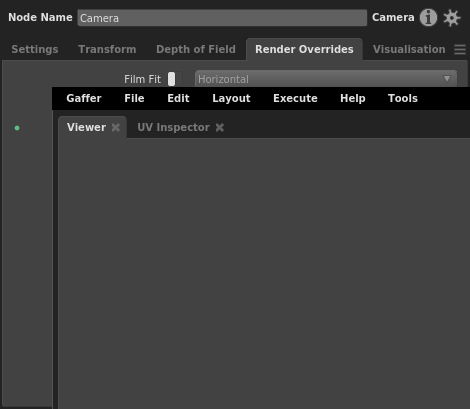 Node Name Camera Camera
Settings Transform Depth of Field Render Overrides Visualisation
Film Fit Horizontal
Gaffer File Edit Layout Execute Help Tools
Viewer UV Inspector